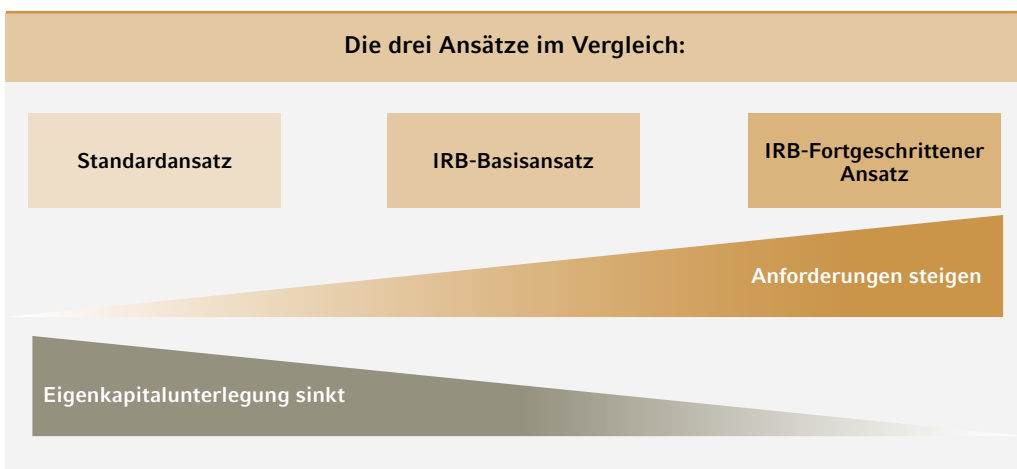 Die drei Ansätze im Vergleich:
Standardansatz
IRB-Basisansatz
IRB-Fortgeschrittener
Ansatz
Anforderungen steigen
Eigenkapitalunterlegung sinkt